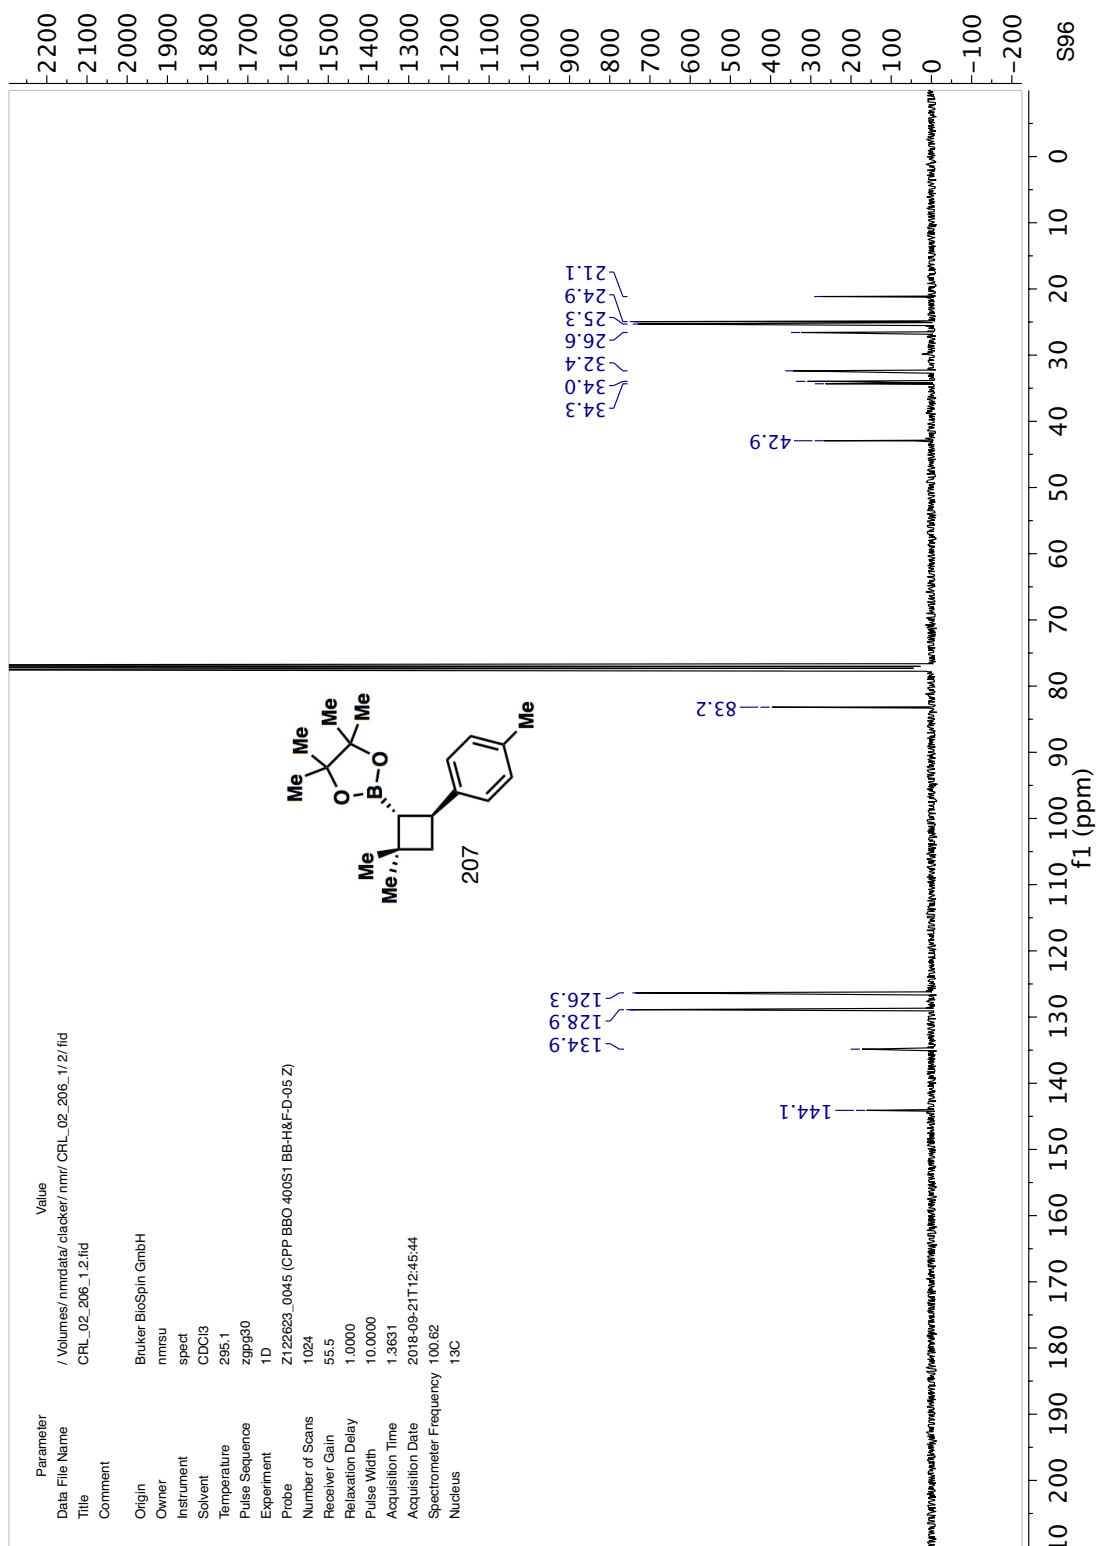 Parameter Value
Data File Name / Volumes/ nmrdata/ clacker/ nmr/ CRL_02_206_1/ 2/ fid
Title CRL_02_206_1.2.fid
Comment
Origin Bruker BioSpin GmbH
Owner nmrsu
Instrument spect
Solvent CDCl3
Temperature 295.1
Pulse Sequence zgpg30
Experiment 1D
Probe Z122623_0045 (CPP BBO 400S1 BB-H&F-D-05 Z)
Number of Scans 1024
Receiver Gain 55.5
Relaxation Delay 1.0000
Pulse Width 10.0000
Acquisition Time 1.3631
Acquisition Date 2018-09-21T12:45:44
Spectrometer Frequency 100.62
Nucleus 13C
144.1
134.9
128.9
126.3
83.2
42.9
34.3
34.0
32.4
26.6
25.3
24.9
21.1
Me
Me
Me
Me
O
B
O
Me
Me
Me
207
2200
2100
2000
1900
1800
1700
1600
1500
1400
1300
1200
1100
1000
900
800
700
600
500
400
300
200
100
0
-100
-200
10 200 190 180 170 160 150 140 130 120 110 100 90 80 70 60 50 40 30 20 10 0
f1 (ppm)
S96